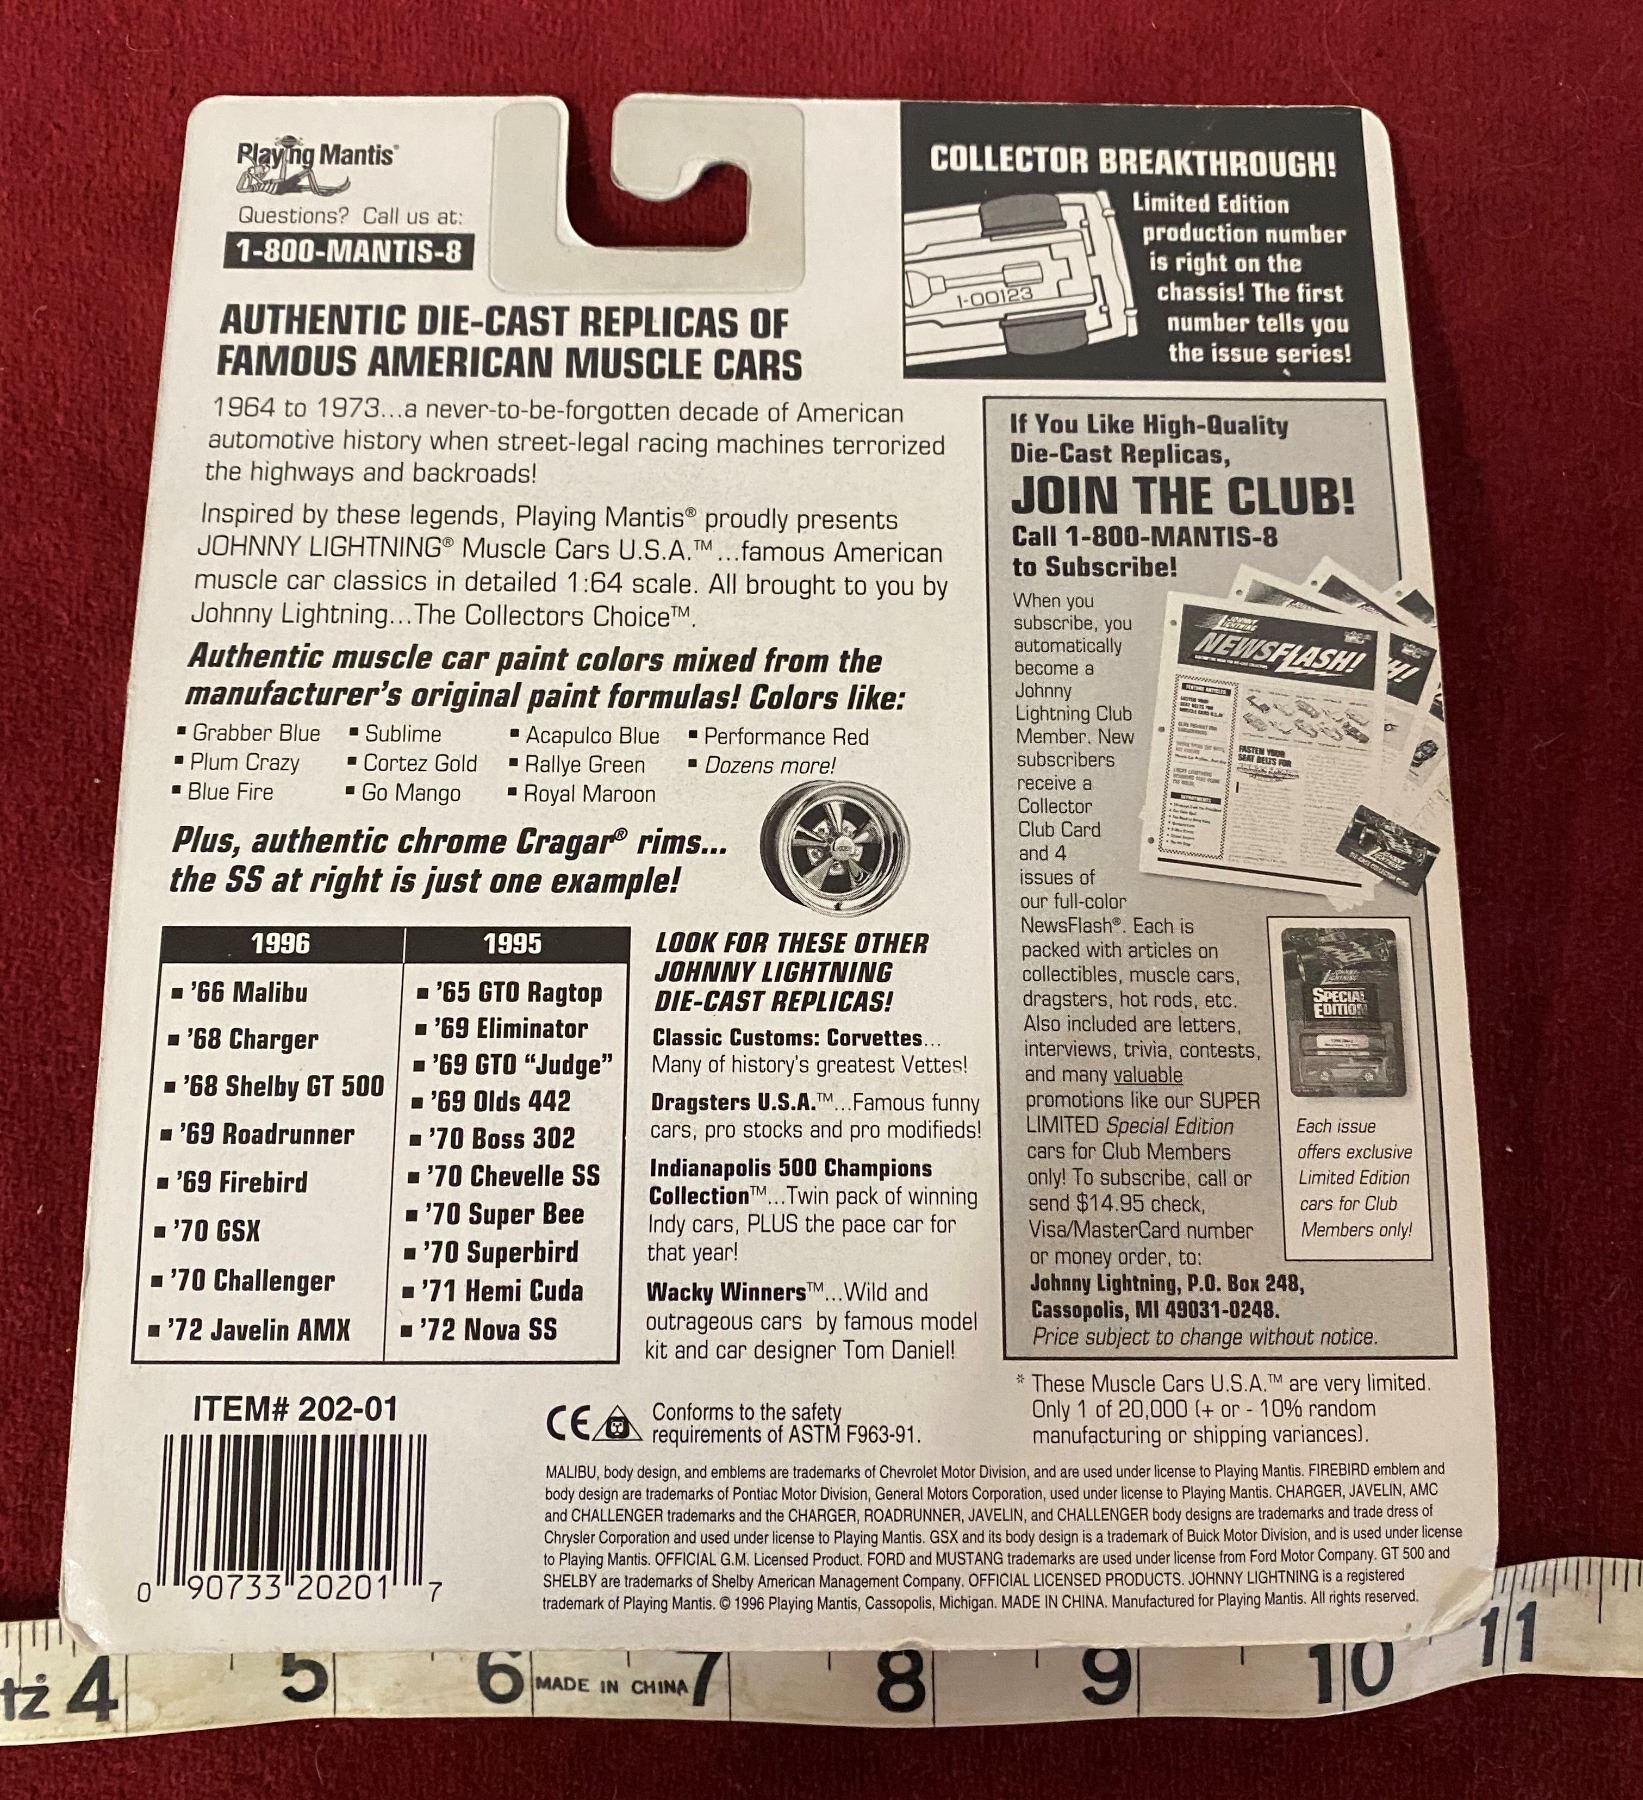 Playing Mantis®
Questions? Call us at:
1-800-MANTIS-8
AUTHENTIC DIE-CAST REPLICAS OF
FAMOUS AMERICAN MUSCLE CARS
1964 to 1973...a never-to-be-forgotten decade of American
automotive history when street-legal racing machines terrorized
the highways and backroads!
Inspired by these legends, Playing Mantis® proudly presents
JOHNNY LIGHTNING® Muscle Cars U.S.A.™...famous American
muscle car classics in detailed 1:64 scale. All brought to you by
Johnny Lightning...The Collectors Choice™.
Authentic muscle car paint colors mixed from the
manufacturer's original paint formulas! Colors like:
▪ Grabber Blue ▪ Sublime ▪ Acapulco Blue ▪ Performance Red
▪ Plum Crazy ▪ Cortez Gold ▪ Rallye Green ▪ Dozens more!
▪ Blue Fire ▪ Go Mango ▪ Royal Maroon
Plus, authentic chrome Cragar® rims...
the SS at right is just one example!
1996
▪ '66 Malibu
▪ '68 Charger
▪ '68 Shelby GT 500
▪ '69 Roadrunner
▪ '69 Firebird
▪ '70 GSX
▪ '70 Challenger
▪ '72 Javelin AMX
1995
▪ '65 GTO Ragtop
▪ '69 Eliminator
▪ '69 GTO “Judge”
▪ '69 Olds 442
▪ '70 Boss 302
▪ '70 Chevelle SS
▪ '70 Super Bee
▪ '70 Superbird
▪ '71 Hemi Cuda
▪ '72 Nova SS
LOOK FOR THESE OTHER
JOHNNY LIGHTNING
DIE-CAST REPLICAS!
Classic Customs: Corvettes...
Many of history's greatest Vettes!
Dragsters U.S.A.™...Famous funny
cars, pro stocks and pro modifieds!
Indianapolis 500 Champions
Collection™...Twin pack of winning
Indy cars, PLUS the pace car for
that year!
Wacky Winners™...Wild and
outrageous cars by famous model
kit and car designer Tom Daniel!
COLLECTOR BREAKTHROUGH!
Limited Edition
production number
is right on the
chassis! The first
number tells you
the issue series!
1-00123
If You Like High-Quality
Die-Cast Replicas,
JOIN THE CLUB!
Call 1-800-MANTIS-8
to Subscribe!
When you
subscribe, you
automatically
become a
Johnny
Lightning Club
Member. New
subscribers
receive a
Collector
Club Card
and 4
issues of
our full-color
NewsFlash®. Each is
packed with articles on
collectibles, muscle cars,
dragsters, hot rods, etc.
Also included are letters,
interviews, trivia, contests,
and many valuable
promotions like our SUPER
LIMITED Special Edition
cars for Club Members
only! To subscribe, call or
send $14.95 check,
Visa/MasterCard number
or money order, to:
Johnny Lightning, P.O. Box 248,
Cassopolis, MI 49031-0248.
Price subject to change without notice.
JOHNNY LIGHTNING
NEWSFLASH!
FASTEN YOUR
SEAT BELTS FOR
SPECIAL
EDITION
Each issue
offers exclusive
Limited Edition
cars for Club
Members only!
* These Muscle Cars U.S.A.™ are very limited.
Only 1 of 20,000 (+ or - 10% random
manufacturing or shipping variances).
ITEM# 202-01
0 90733 20201 7
CE
Conforms to the safety
requirements of ASTM F963-91.
MALIBU, body design, and emblems are trademarks of Chevrolet Motor Division, and are used under license to Playing Mantis. FIREBIRD emblem and
body design are trademarks of Pontiac Motor Division, General Motors Corporation, used under license to Playing Mantis. CHARGER, JAVELIN, AMC
and CHALLENGER trademarks and the CHARGER, ROADRUNNER, JAVELIN, and CHALLENGER body designs are trademarks and trade dress of
Chrysler Corporation and used under license to Playing Mantis. GSX and its body design is a trademark of Buick Motor Division, and is used under license
to Playing Mantis. OFFICIAL G.M. Licensed Product. FORD and MUSTANG trademarks are used under license from Ford Motor Company. GT 500 and
SHELBY are trademarks of Shelby American Management Company. OFFICIAL LICENSED PRODUCTS. JOHNNY LIGHTNING is a registered
trademark of Playing Mantis. © 1996 Playing Mantis, Cassopolis, Michigan. MADE IN CHINA. Manufactured for Playing Mantis. All rights reserved.
4 5 6 MADE IN CHINA 7 8 9 10 11